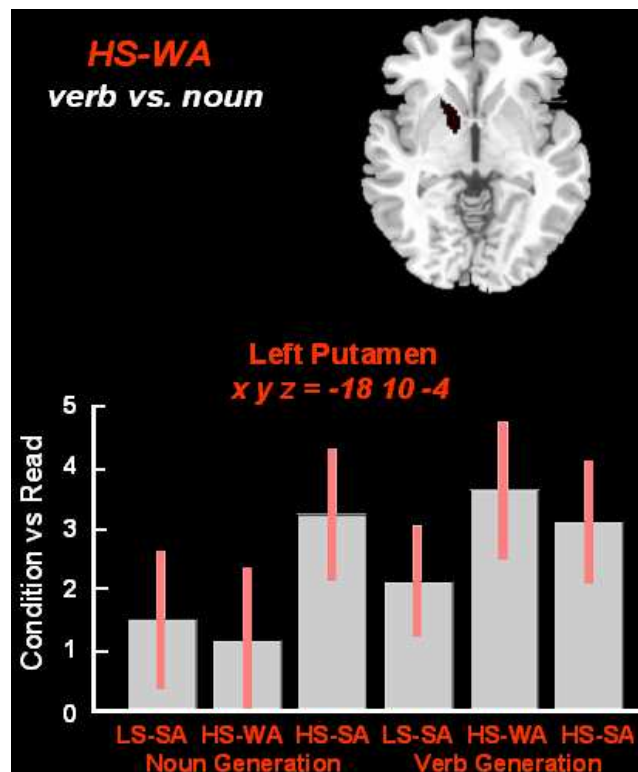 HS-WA
verb vs. noun
Left Putamen
x y z = -18 10 -4
Condition vs Read
5
4
3
2
1
0
LS-SA HS-WA HS-SA LS-SA HS-WA HS-SA
Noun Generation Verb Generation